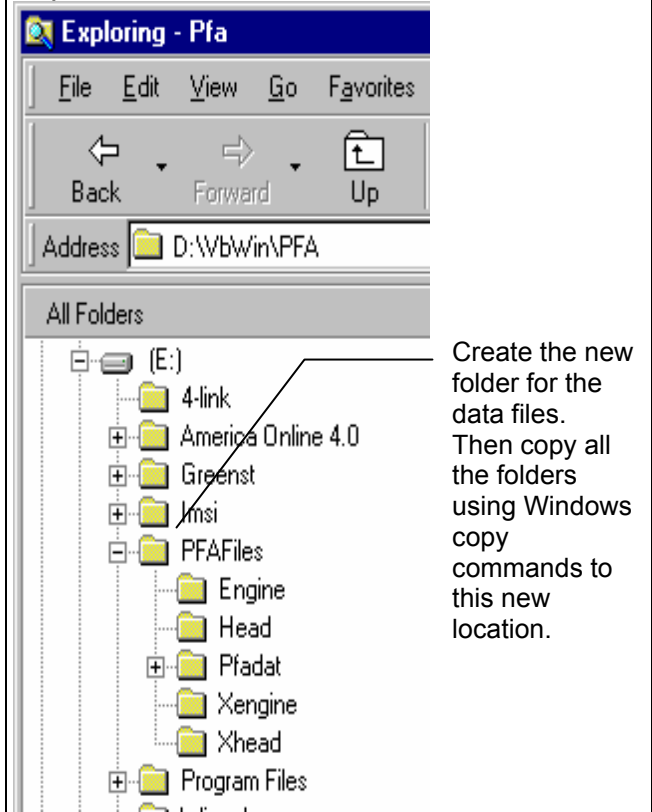 Exploring - Pfa
File Edit View Go Favorites
Back Forward Up
Address D:\VbWin\PFA
All Folders
(E:)
4-link
America Online 4.0
Greenst
Imsi
PFAFiles
Engine
Head
Pfadat
Xengine
Xhead
Program Files
Create the new
folder for the
data files.
Then copy all
the folders
using Windows
copy
commands to
this new
location.